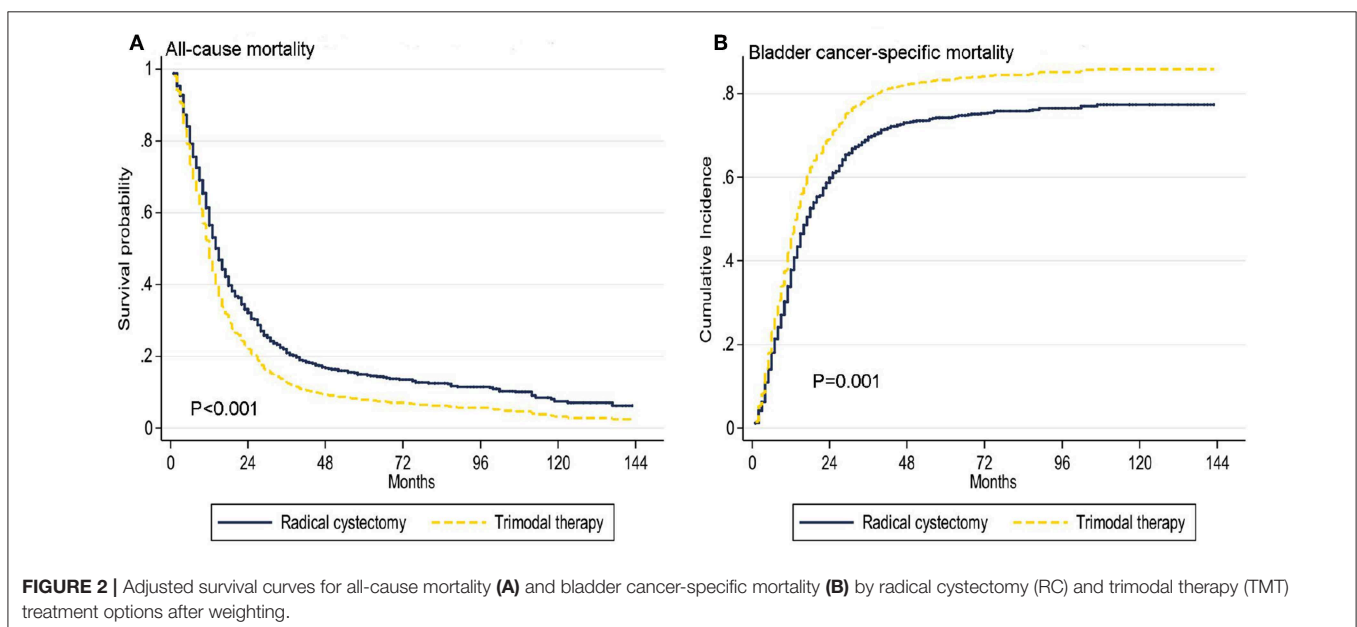 A All-cause mortality
Survival probability
1
.8
.6
.4
.2
0
P<0.001
0 24 48 72 96 120 144
Months
Radical cystectomy Trimodal therapy
B Bladder cancer-specific mortality
Cumulative Incidence
.8
.6
.4
.2
0
P=0.001
0 24 48 72 96 120 144
Months
Radical cystectomy Trimodal therapy
FIGURE 2 | Adjusted survival curves for all-cause mortality (A) and bladder cancer-specific mortality (B) by radical cystectomy (RC) and trimodal therapy (TMT)
treatment options after weighting.